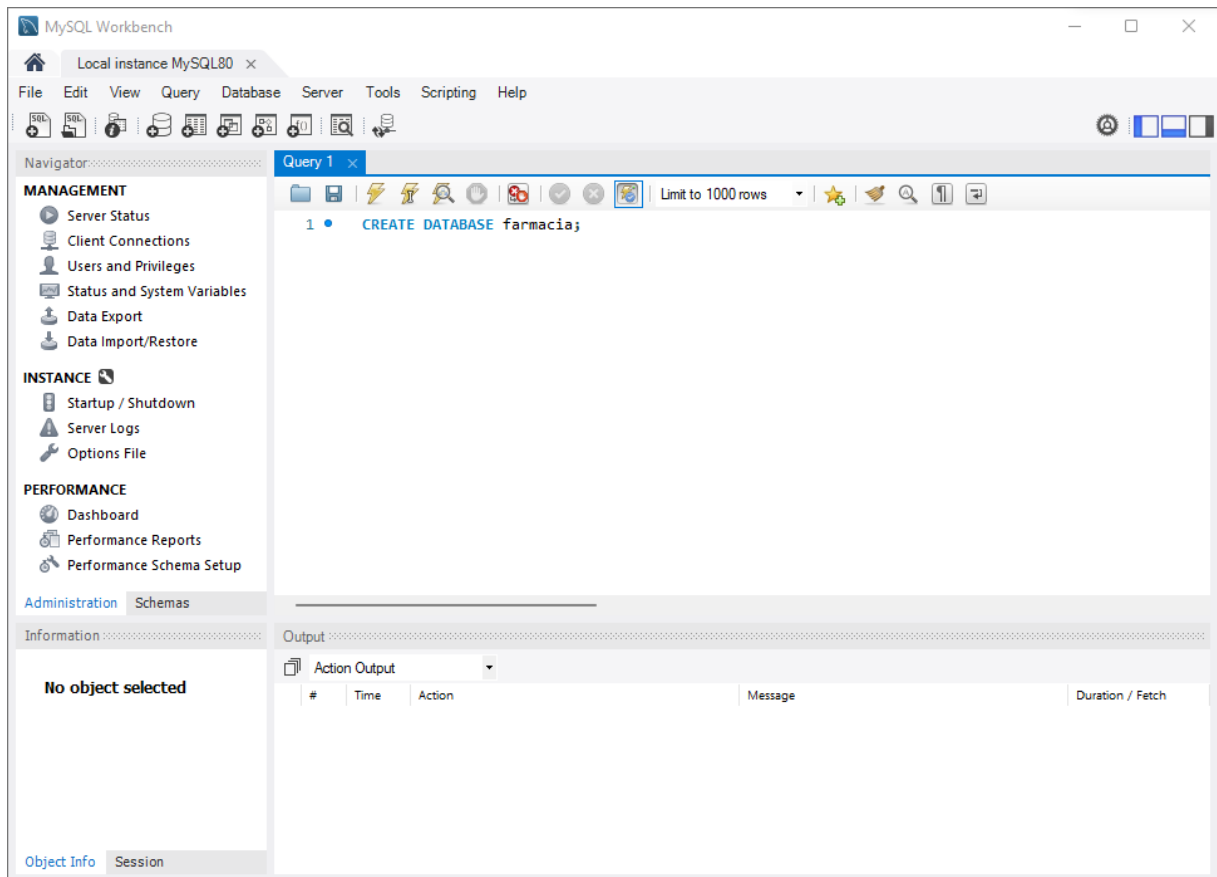 MySQL Workbench
Local instance MySQL80
File Edit View Query Database Server Tools Scripting Help
Navigator
MANAGEMENT
Server Status
Client Connections
Users and Privileges
Status and System Variables
Data Export
Data Import/Restore
INSTANCE
Startup / Shutdown
Server Logs
Options File
PERFORMANCE
Dashboard
Performance Reports
Performance Schema Setup
Administration Schemas
Information
No object selected
Object Info Session
Query 1
Limit to 1000 rows
1 CREATE DATABASE farmacia;
Output
Action Output
# Time Action Message Duration / Fetch